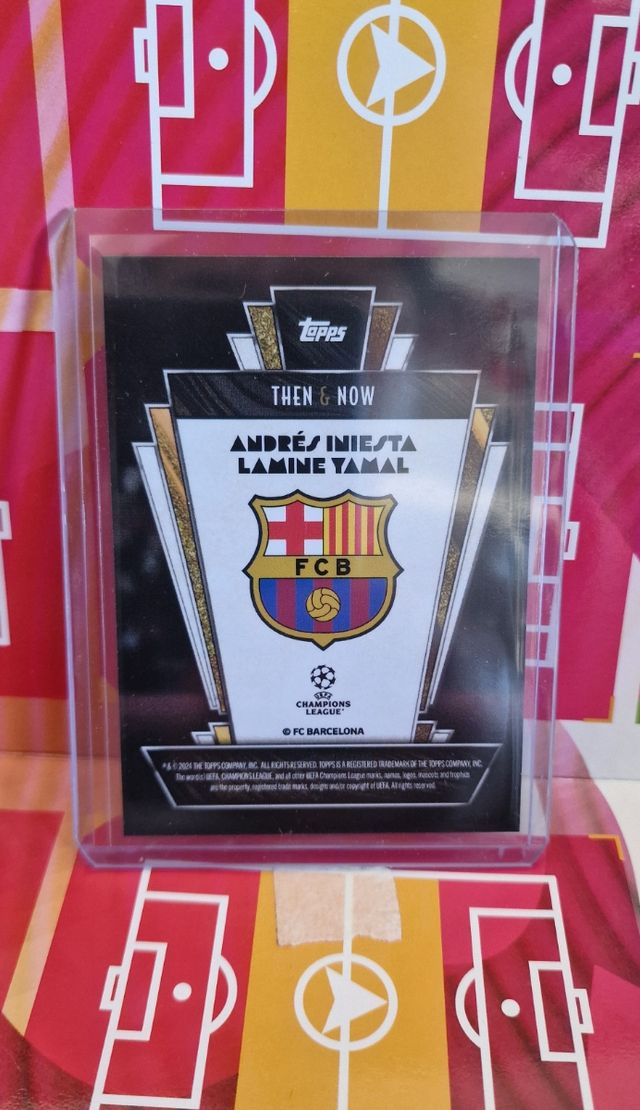 Topps
THEN & NOW
ANDRÉS INIESTA
LAMINE YAMAL
FCB
UEFA
CHAMPIONS
LEAGUE
© FC BARCELONA
® & © 2024 THE TOPPS COMPANY, INC. ALL RIGHTS RESERVED. TOPPS IS A REGISTERED TRADEMARK OF THE TOPPS COMPANY, INC.
The word(s) UEFA, CHAMPIONS LEAGUE, and all other UEFA Champions League marks, names, logos, mascots and trophies
are the property, registered trade marks, designs and/or copyright of UEFA. All rights reserved.